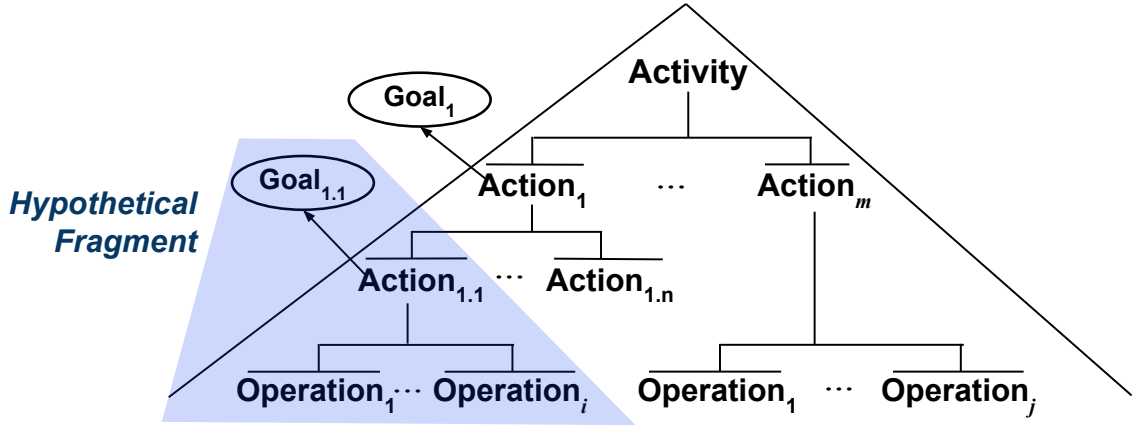 Activity
Goal₁
Action₁ ... Actionₘ
Goal₁.₁
Hypothetical
Fragment
Action₁.₁ ... Action₁.ₙ
Operation₁ ... Operationᵢ Operation₁ ... Operationⱼ